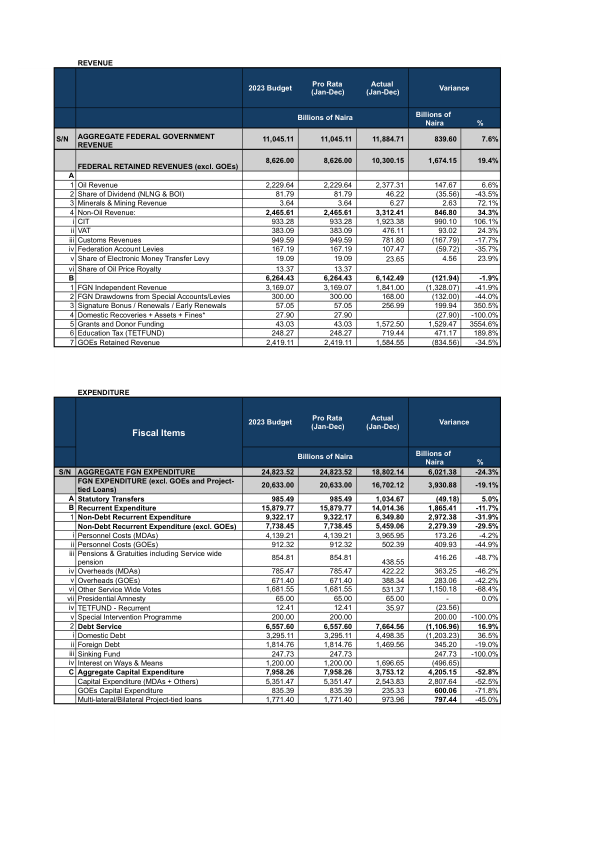 REVENUE
2023 Budget Pro Rata (Jan-Dec) Actual (Jan-Dec) Variance
Billions of Naira Billions of Naira %
S/N AGGREGATE FEDERAL GOVERNMENT REVENUE 11,045.11 11,045.11 11,884.71 839.60 7.6%
FEDERAL RETAINED REVENUES (excl. GOEs) 8,626.00 8,626.00 10,300.15 1,674.15 19.4%
A
1 Oil Revenue 2,229.64 2,229.64 2,377.31 147.67 6.6%
2 Share of Dividend (NLNG & BOI) 81.79 81.79 46.22 (35.56) -43.5%
3 Minerals & Mining Revenue 3.64 3.64 6.27 2.63 72.1%
4 Non-Oil Revenue: 2,465.61 2,465.61 3,312.41 846.80 34.3%
i CIT 933.28 933.28 1,923.38 990.10 106.1%
ii VAT 383.09 383.09 476.11 93.02 24.3%
iii Customs Revenues 949.59 949.59 781.80 (167.79) -17.7%
iv Federation Account Levies 167.19 167.19 107.47 (59.72) -35.7%
v Share of Electronic Money Transfer Levy 19.09 19.09 23.65 4.56 23.9%
vi Share of Oil Price Royalty 13.37 13.37
B 6,264.43 6,264.43 6,142.49 (121.94) -1.9%
1 FGN Independent Revenue 3,169.07 3,169.07 1,841.00 (1,328.07) -41.9%
2 FGN Drawdowns from Special Accounts/Levies 300.00 300.00 168.00 (132.00) -44.0%
3 Signature Bonus / Renewals / Early Renewals 57.05 57.05 256.99 199.94 350.5%
4 Domestic Recoveries + Assets + Fines* 27.90 27.90 (27.90) -100.0%
5 Grants and Donor Funding 43.03 43.03 1,572.50 1,529.47 3554.6%
6 Education Tax (TETFUND) 248.27 248.27 719.44 471.17 189.8%
7 GOEs Retained Revenue 2,419.11 2,419.11 1,584.55 (834.56) -34.5%
EXPENDITURE
Fiscal Items 2023 Budget Pro Rata (Jan-Dec) Actual (Jan-Dec) Variance
Billions of Naira Billions of Naira %
S/N AGGREGATE FGN EXPENDITURE 24,823.52 24,823.52 18,802.14 6,021.38 -24.3%
FGN EXPENDITURE (excl. GOEs and Project-tied Loans) 20,633.00 20,633.00 16,702.12 3,930.88 -19.1%
A Statutory Transfers 985.49 985.49 1,034.67 (49.18) 5.0%
B Recurrent Expenditure 15,879.77 15,879.77 14,014.36 1,865.41 -11.7%
1 Non-Debt Recurrent Expenditure 9,322.17 9,322.17 6,349.80 2,972.38 -31.9%
Non-Debt Recurrent Expenditure (excl. GOEs) 7,738.45 7,738.45 5,459.06 2,279.39 -29.5%
i Personnel Costs (MDAs) 4,139.21 4,139.21 3,965.95 173.26 -4.2%
ii Personnel Costs (GOEs) 912.32 912.32 502.39 409.93 -44.9%
iii Pensions & Gratuities including Service wide pension 854.81 854.81 438.55 416.26 -48.7%
iv Overheads (MDAs) 785.47 785.47 422.22 363.25 -46.2%
v Overheads (GOEs) 671.40 671.40 388.34 283.06 -42.2%
vi Other Service Wide Votes 1,681.55 1,681.55 531.37 1,150.18 -68.4%
vii Presidential Amnesty 65.00 65.00 65.00 - 0.0%
iv TETFUND - Recurrent 12.41 12.41 35.97 (23.56)
v Special Intervention Programme 200.00 200.00 200.00 -100.0%
2 Debt Service 6,557.60 6,557.60 7,664.56 (1,106.96) 16.9%
i Domestic Debt 3,295.11 3,295.11 4,498.35 (1,203.23) 36.5%
ii Foreign Debt 1,814.76 1,814.76 1,469.56 345.20 -19.0%
iii Sinking Fund 247.73 247.73 247.73 -100.0%
iv Interest on Ways & Means 1,200.00 1,200.00 1,696.65 (496.65)
C Aggregate Capital Expenditure 7,958.26 7,958.26 3,753.12 4,205.15 -52.8%
Capital Expenditure (MDAs + Others) 5,351.47 5,351.47 2,543.83 2,807.64 -52.5%
GOEs Capital Expenditure 835.39 835.39 235.33 600.06 -71.8%
Multi-lateral/Bilateral Project-tied loans 1,771.40 1,771.40 973.96 797.44 -45.0%